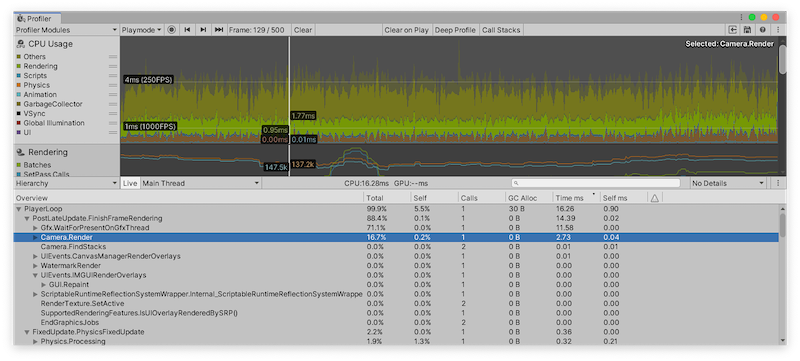 Profiler
Profiler Modules Playmode Frame: 129 / 500 Clear Clear on Play Deep Profile Call Stacks
CPU Usage Selected: Camera.Render
Others
Rendering
Scripts
4ms (250FPS)
Physics
Animation
GarbageCollector
VSync 1.77ms
Global Illumination 1ms (1000FPS) 0.95ms
UI 0.00ms 0.01ms
Rendering
Batches 147.5k 137.2k
SetPass Calls
Hierarchy Live Main Thread CPU:16.28ms GPU:--ms No Details
Overview Total Self Calls GC Alloc Time ms Self ms
PlayerLoop 99.9% 5.5% 1 30 B 16.26 0.90
PostLateUpdate.FinishFrameRendering 88.4% 0.1% 1 0 B 14.39 0.02
Gfx.WaitForPresentOnGfxThread 71.1% 0.0% 1 0 B 11.58 0.00
Camera.Render 16.7% 0.2% 1 0 B 2.73 0.04
Camera.FindStacks 0.0% 0.0% 2 0 B 0.01 0.01
UIEvents.CanvasManagerRenderOverlays 0.0% 0.0% 1 0 B 0.01 0.00
WatermarkRender 0.0% 0.0% 1 0 B 0.00 0.00
UIEvents.IMGUIRenderOverlays 0.0% 0.0% 1 0 B 0.00 0.00
GUI.Repaint 0.0% 0.0% 1 0 B 0.00 0.00
ScriptableRuntimeReflectionSystemWrapper.Internal_ScriptableRuntimeReflectionSystemWrappe 0.0% 0.0% 1 0 B 0.00 0.00
RenderTexture.SetActive 0.0% 0.0% 2 0 B 0.00 0.00
SupportedRenderingFeatures.IsUIOverlayRenderedBySRP() 0.0% 0.0% 1 0 B 0.00 0.00
EndGraphicsJobs 0.0% 0.0% 2 0 B 0.00 0.00
FixedUpdate.PhysicsFixedUpdate 2.2% 0.0% 1 0 B 0.36 0.00
Physics.Processing 1.9% 1.3% 1 0 B 0.32 0.21